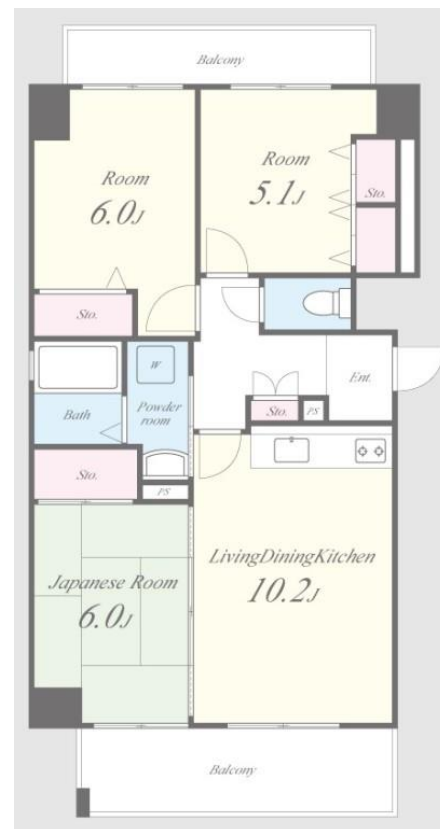 Balcony
Room
6.0J
Room
5.1J
Sto.
Sto.
W
Ent.
Bath
Powder
room
Sto.
PS
Sto.
PS
Japanese Room
6.0J
LivingDiningKitchen
10.2J
Balcony